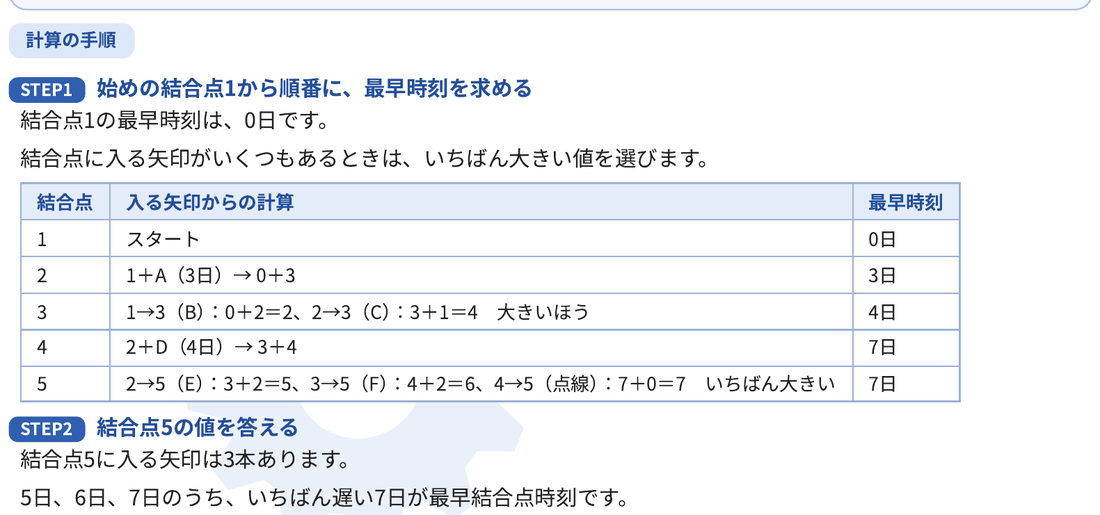 計算の手順
STEP1 始めの結合点1から順番に、最早時刻を求める
結合点1の最早時刻は、0日です。
結合点に入る矢印がいくつもあるときは、いちばん大きい値を選びます。
結合点 入る矢印からの計算 最早時刻
1 スタート 0日
2 1＋A（3日）→ 0＋3 3日
3 1→3（B）：0＋2＝2、2→3（C）：3＋1＝4　大きいほう 4日
4 2＋D（4日）→ 3＋4 7日
5 2→5（E）：3＋2＝5、3→5（F）：4＋2＝6、4→5（点線）：7＋0＝7　いちばん大きい 7日
STEP2 結合点5の値を答える
結合点5に入る矢印は3本あります。
5日、6日、7日のうち、いちばん遅い7日が最早結合点時刻です。